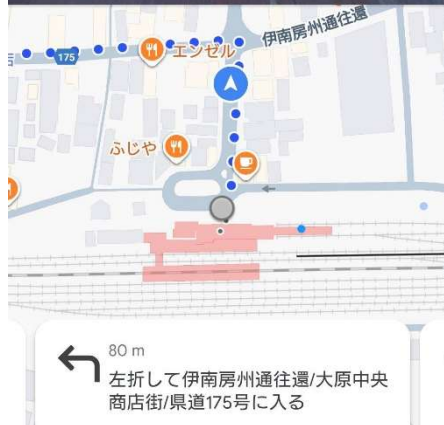 伊南房州通往還
175
エンゼル
ふじや
80 m
左折して伊南房州通往還/大原中央
商店街/県道175号に入る